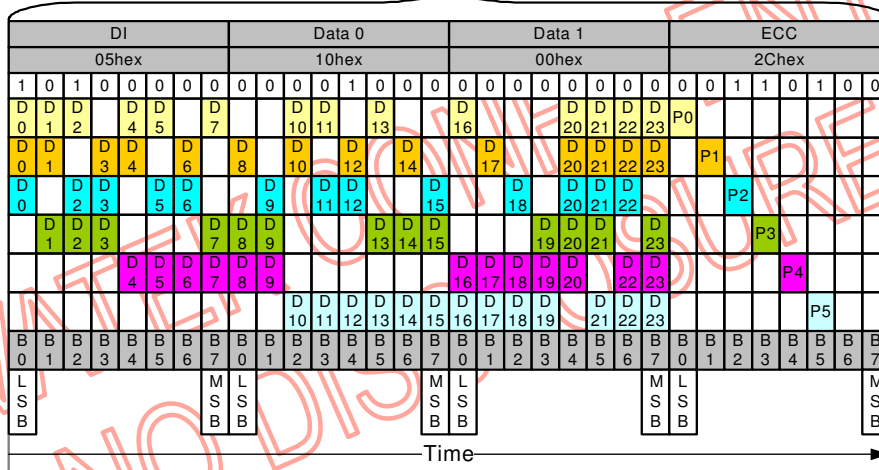 DI Data 0 Data 1 ECC
05hex 10hex 00hex 2Chex
1 0 1 0 0 0 0 0 0 0 0 0 1 0 0 0 0 0 0 0 0 0 0 0 0 0 1 1 0 1 0 0
D0 D1 D2 D4 D5 D7 D10 D11 D13 D16 D20 D21 D22 D23 P0
D0 D1 D3 D4 D6 D8 D10 D12 D14 D17 D20 D21 D22 D23 P1
D0 D2 D3 D5 D6 D9 D11 D12 D15 D18 D20 D21 D22 P2
D1 D2 D3 D7 D8 D9 D13 D14 D15 D19 D20 D21 D23 P3
D4 D5 D6 D7 D8 D9 D16 D17 D18 D19 D20 D22 D23 P4
D10 D11 D12 D13 D14 D15 D16 D17 D18 D19 D21 D22 D23 P5
B0 B1 B2 B3 B4 B5 B6 B7 B0 B1 B2 B3 B4 B5 B6 B7 B0 B1 B2 B3 B4 B5 B6 B7 B0 B1 B2 B3 B4 B5 B6 B7
LSB MSB LSB MSB LSB MSB LSB MSB
Time
NO DISCLOSURE